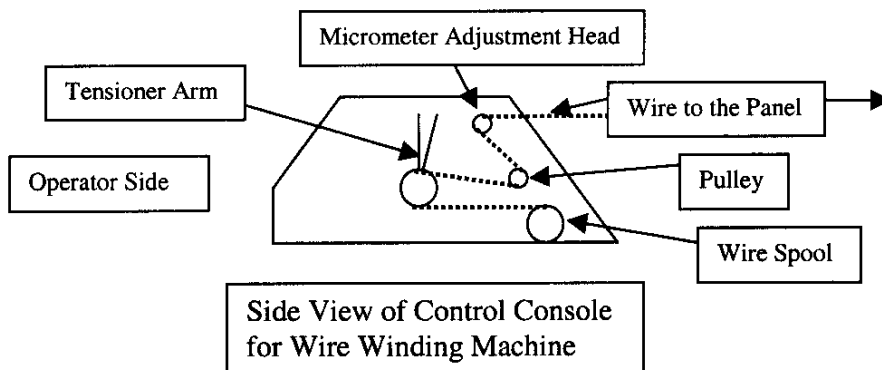 Micrometer Adjustment Head
Tensioner Arm
Wire to the Panel
Operator Side
Pulley
Wire Spool
Side View of Control Console
for Wire Winding Machine